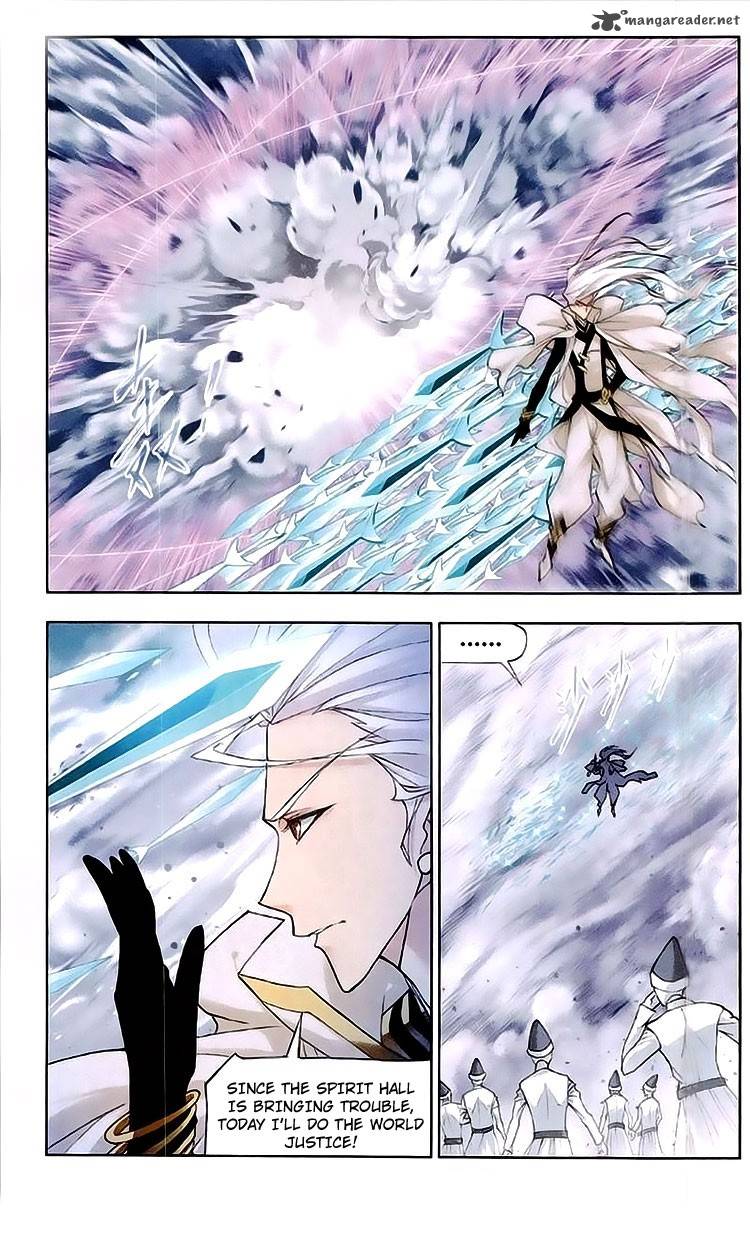 mangareader.net
......
SINCE THE SPIRIT HALL
IS BRINGING TROUBLE,
TODAY I'LL DO THE WORLD
JUSTICE!